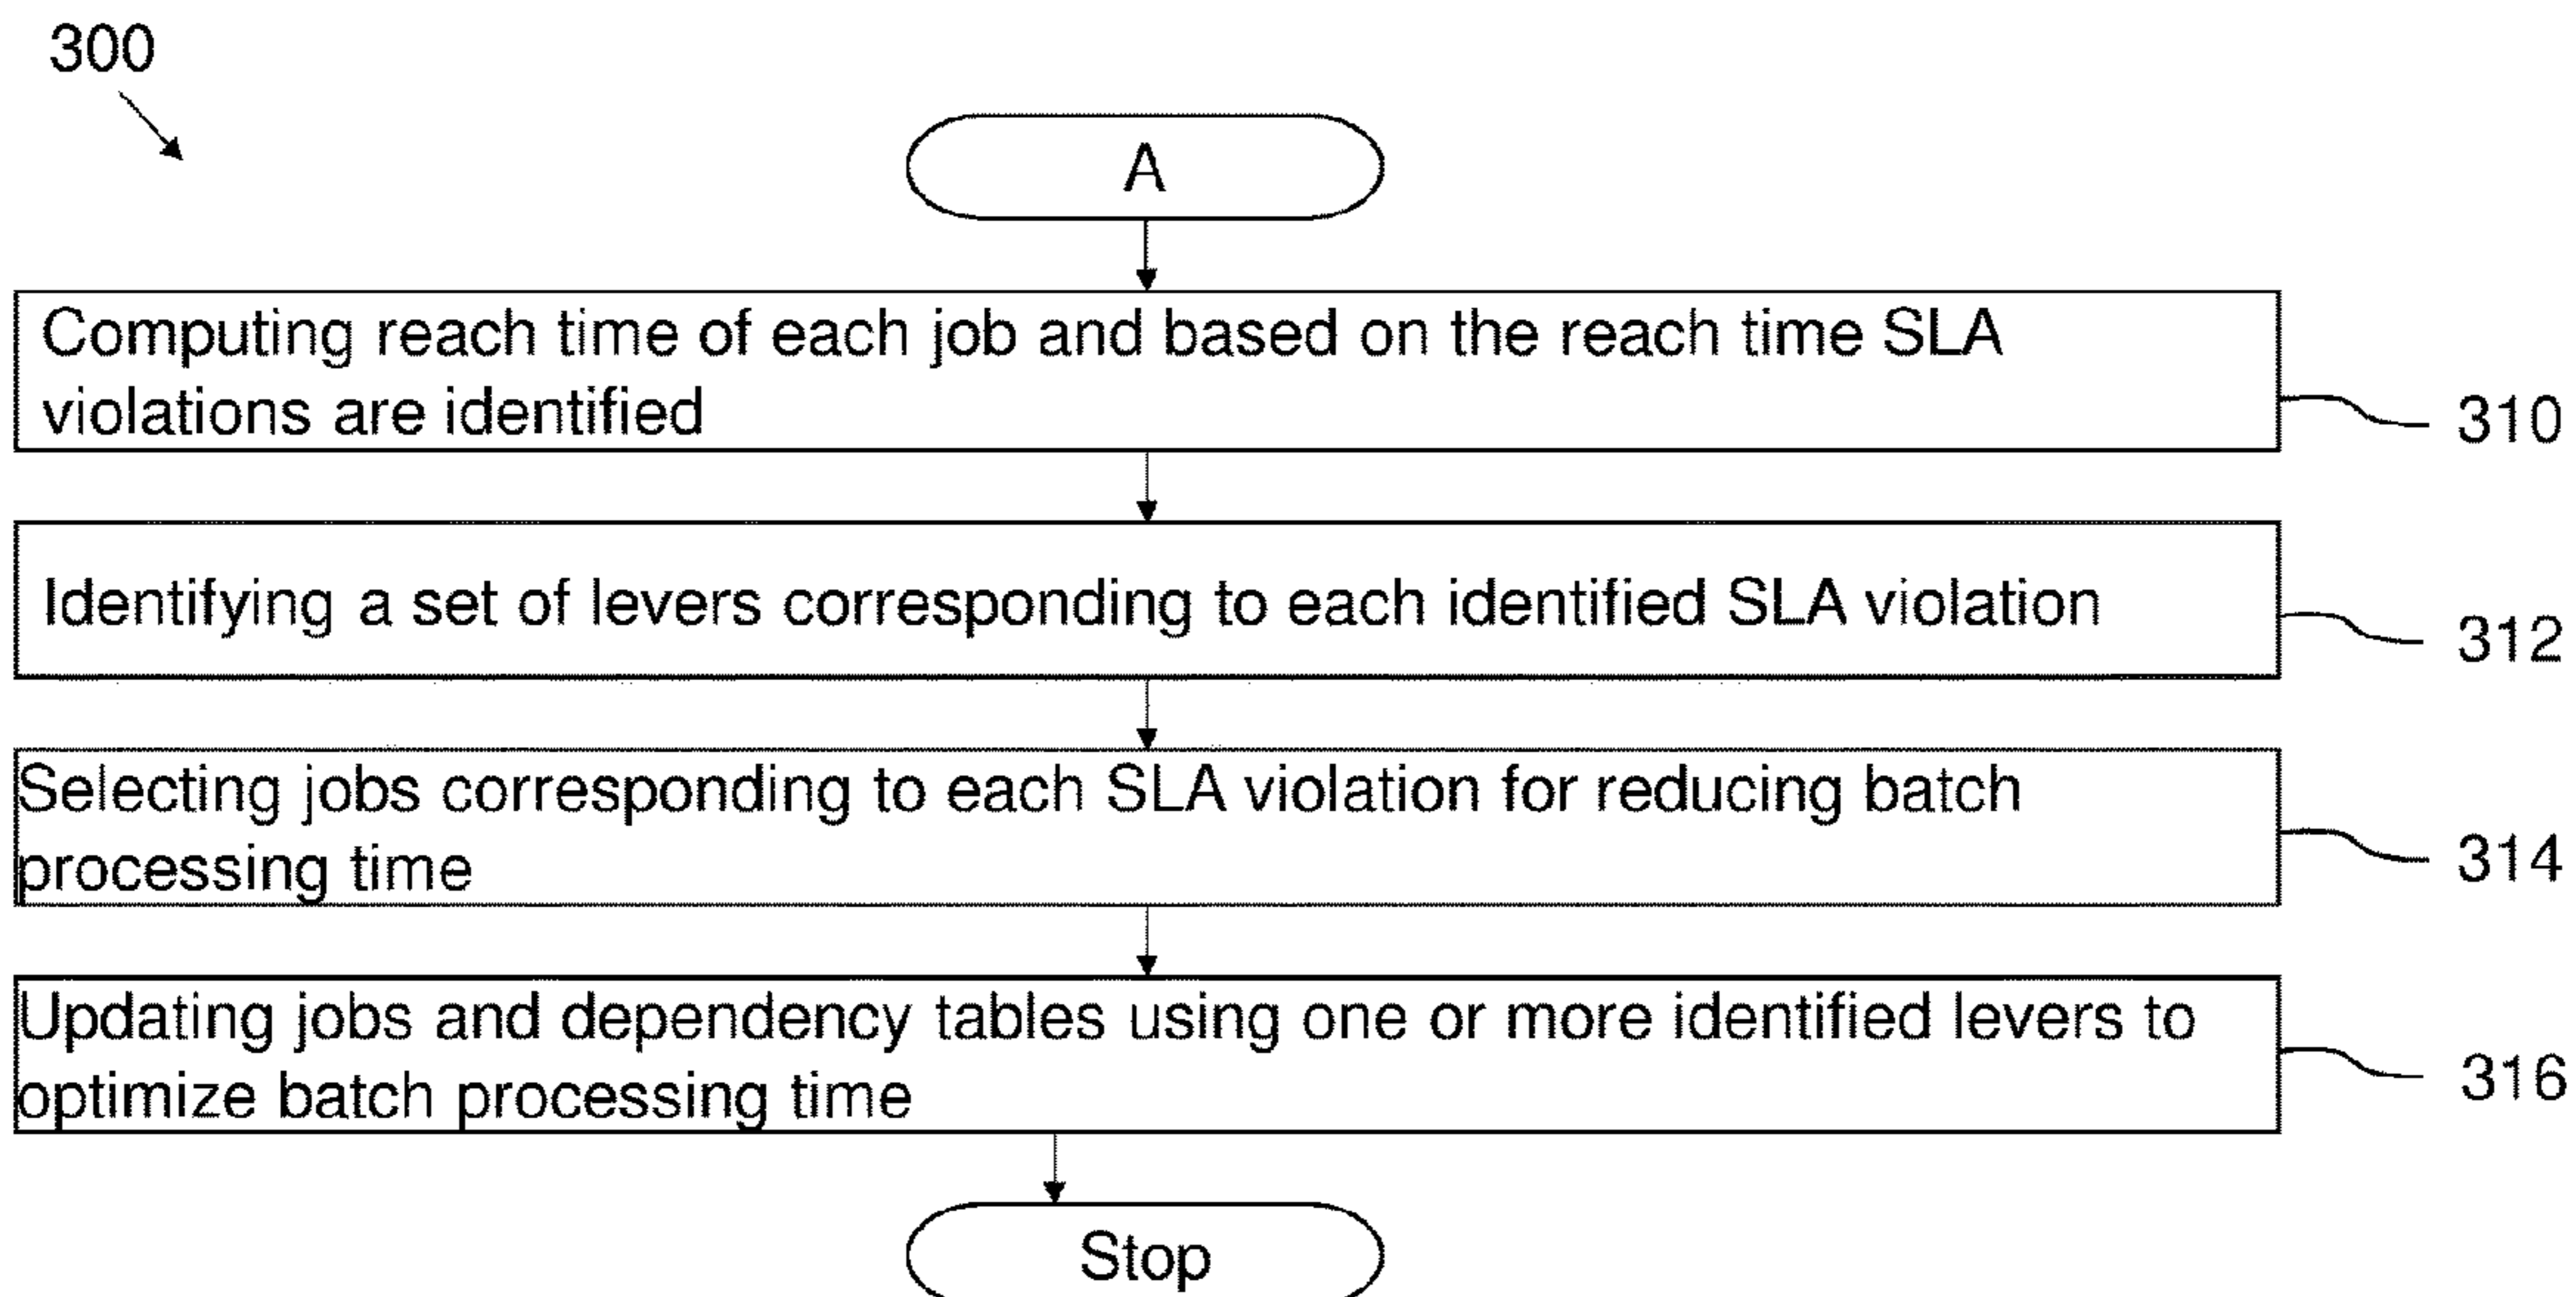 300
A
Computing reach time of each job and based on the reach time SLA
violations are identified
310
Identifying a set of levers corresponding to each identified SLA violation
312
Selecting jobs corresponding to each SLA violation for reducing batch
processing time
314
Updating jobs and dependency tables using one or more identified levers to
optimize batch processing time
316
Stop